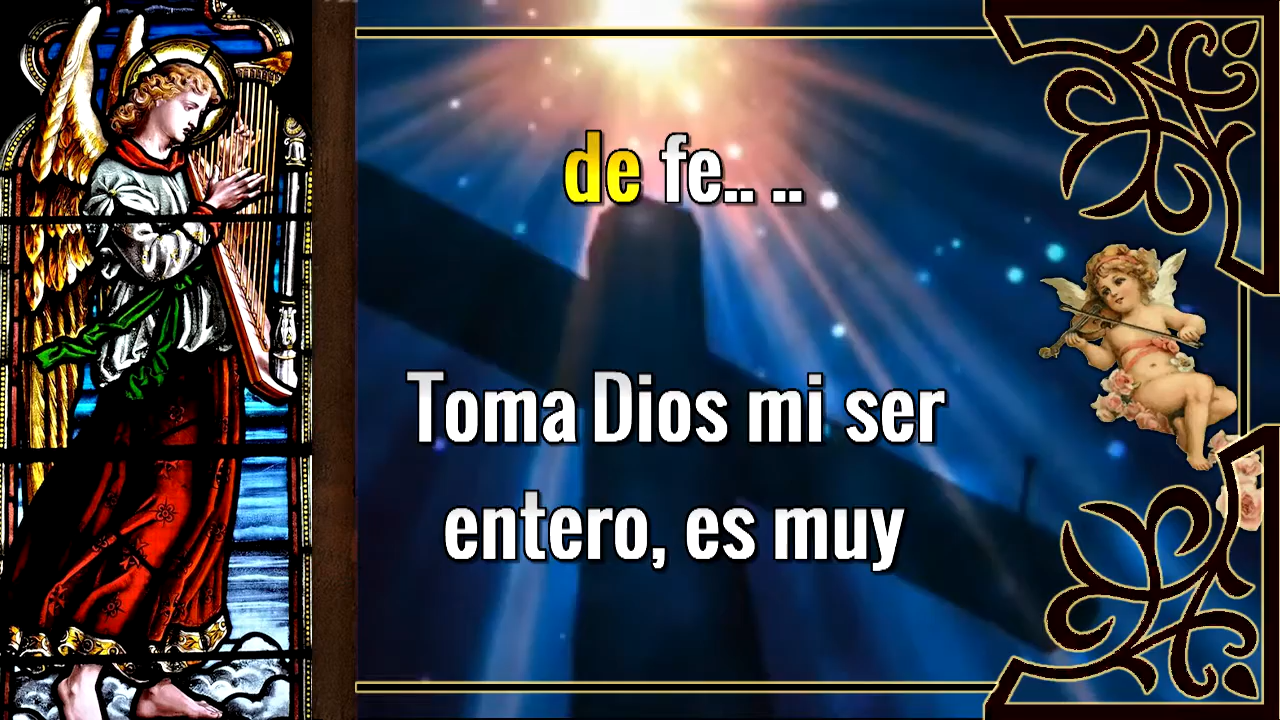 de fe.. ..
Toma Dios mi ser
entero, es muy